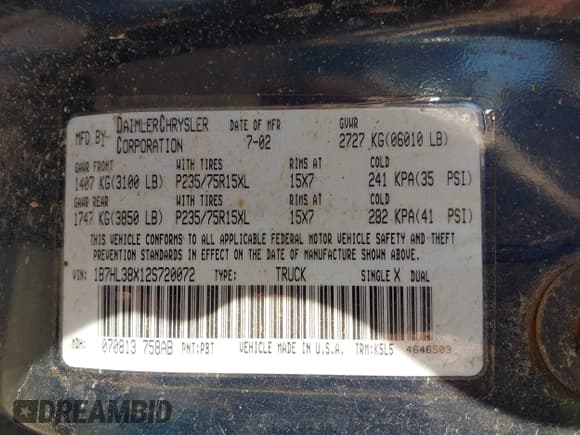 MFD BY DAIMLERCHRYSLER CORPORATION DATE OF MFR 7-02 GVWR 2727 KG(06010 LB)
GAWR FRONT WITH TIRES RIMS AT COLD
1407 KG(3100 LB) P235/75R15XL 15X7 241 KPA(35 PSI)
GAWR REAR WITH TIRES RIMS AT COLD
1747 KG(3850 LB) P235/75R15XL 15X7 282 KPA(41 PSI)
THIS VEHICLE CONFORMS TO ALL APPLICABLE FEDERAL MOTOR VEHICLE SAFETY AND THEFT
PREVENTION STANDARDS IN EFFECT ON THE DATE OF MANUFACTURE SHOWN ABOVE.
VIN: 1B7HL38X12S720072 TYPE: TRUCK SINGLE X DUAL
MDH: 070813 758AB PNT:PBT VEHICLE MADE IN U.S.A. TRM:K5L5 4646503
DREAMBID